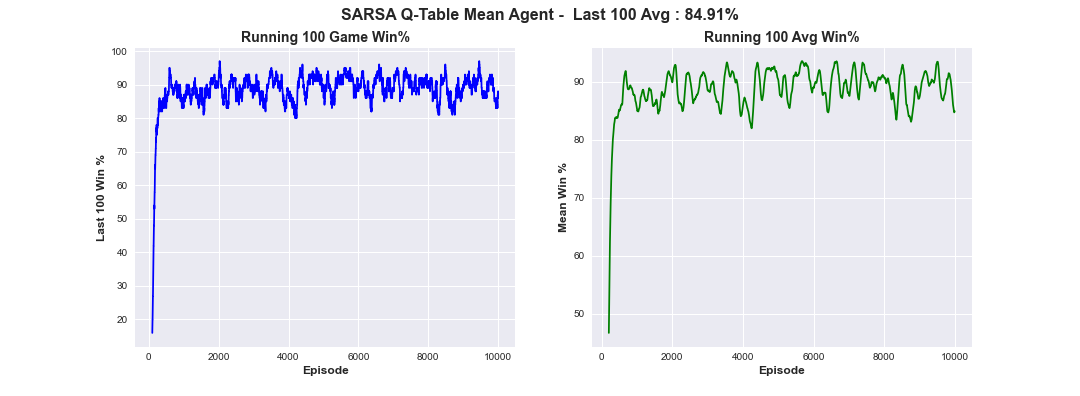 SARSA Q-Table Mean Agent - Last 100 Avg : 84.91%
Running 100 Game Win%
100
90
80
70
60
50
40
30
20
Last 100 Win %
0 2000 4000 6000 8000 10000
Episode
Running 100 Avg Win%
90
80
70
60
50
Mean Win %
0 2000 4000 6000 8000 10000
Episode